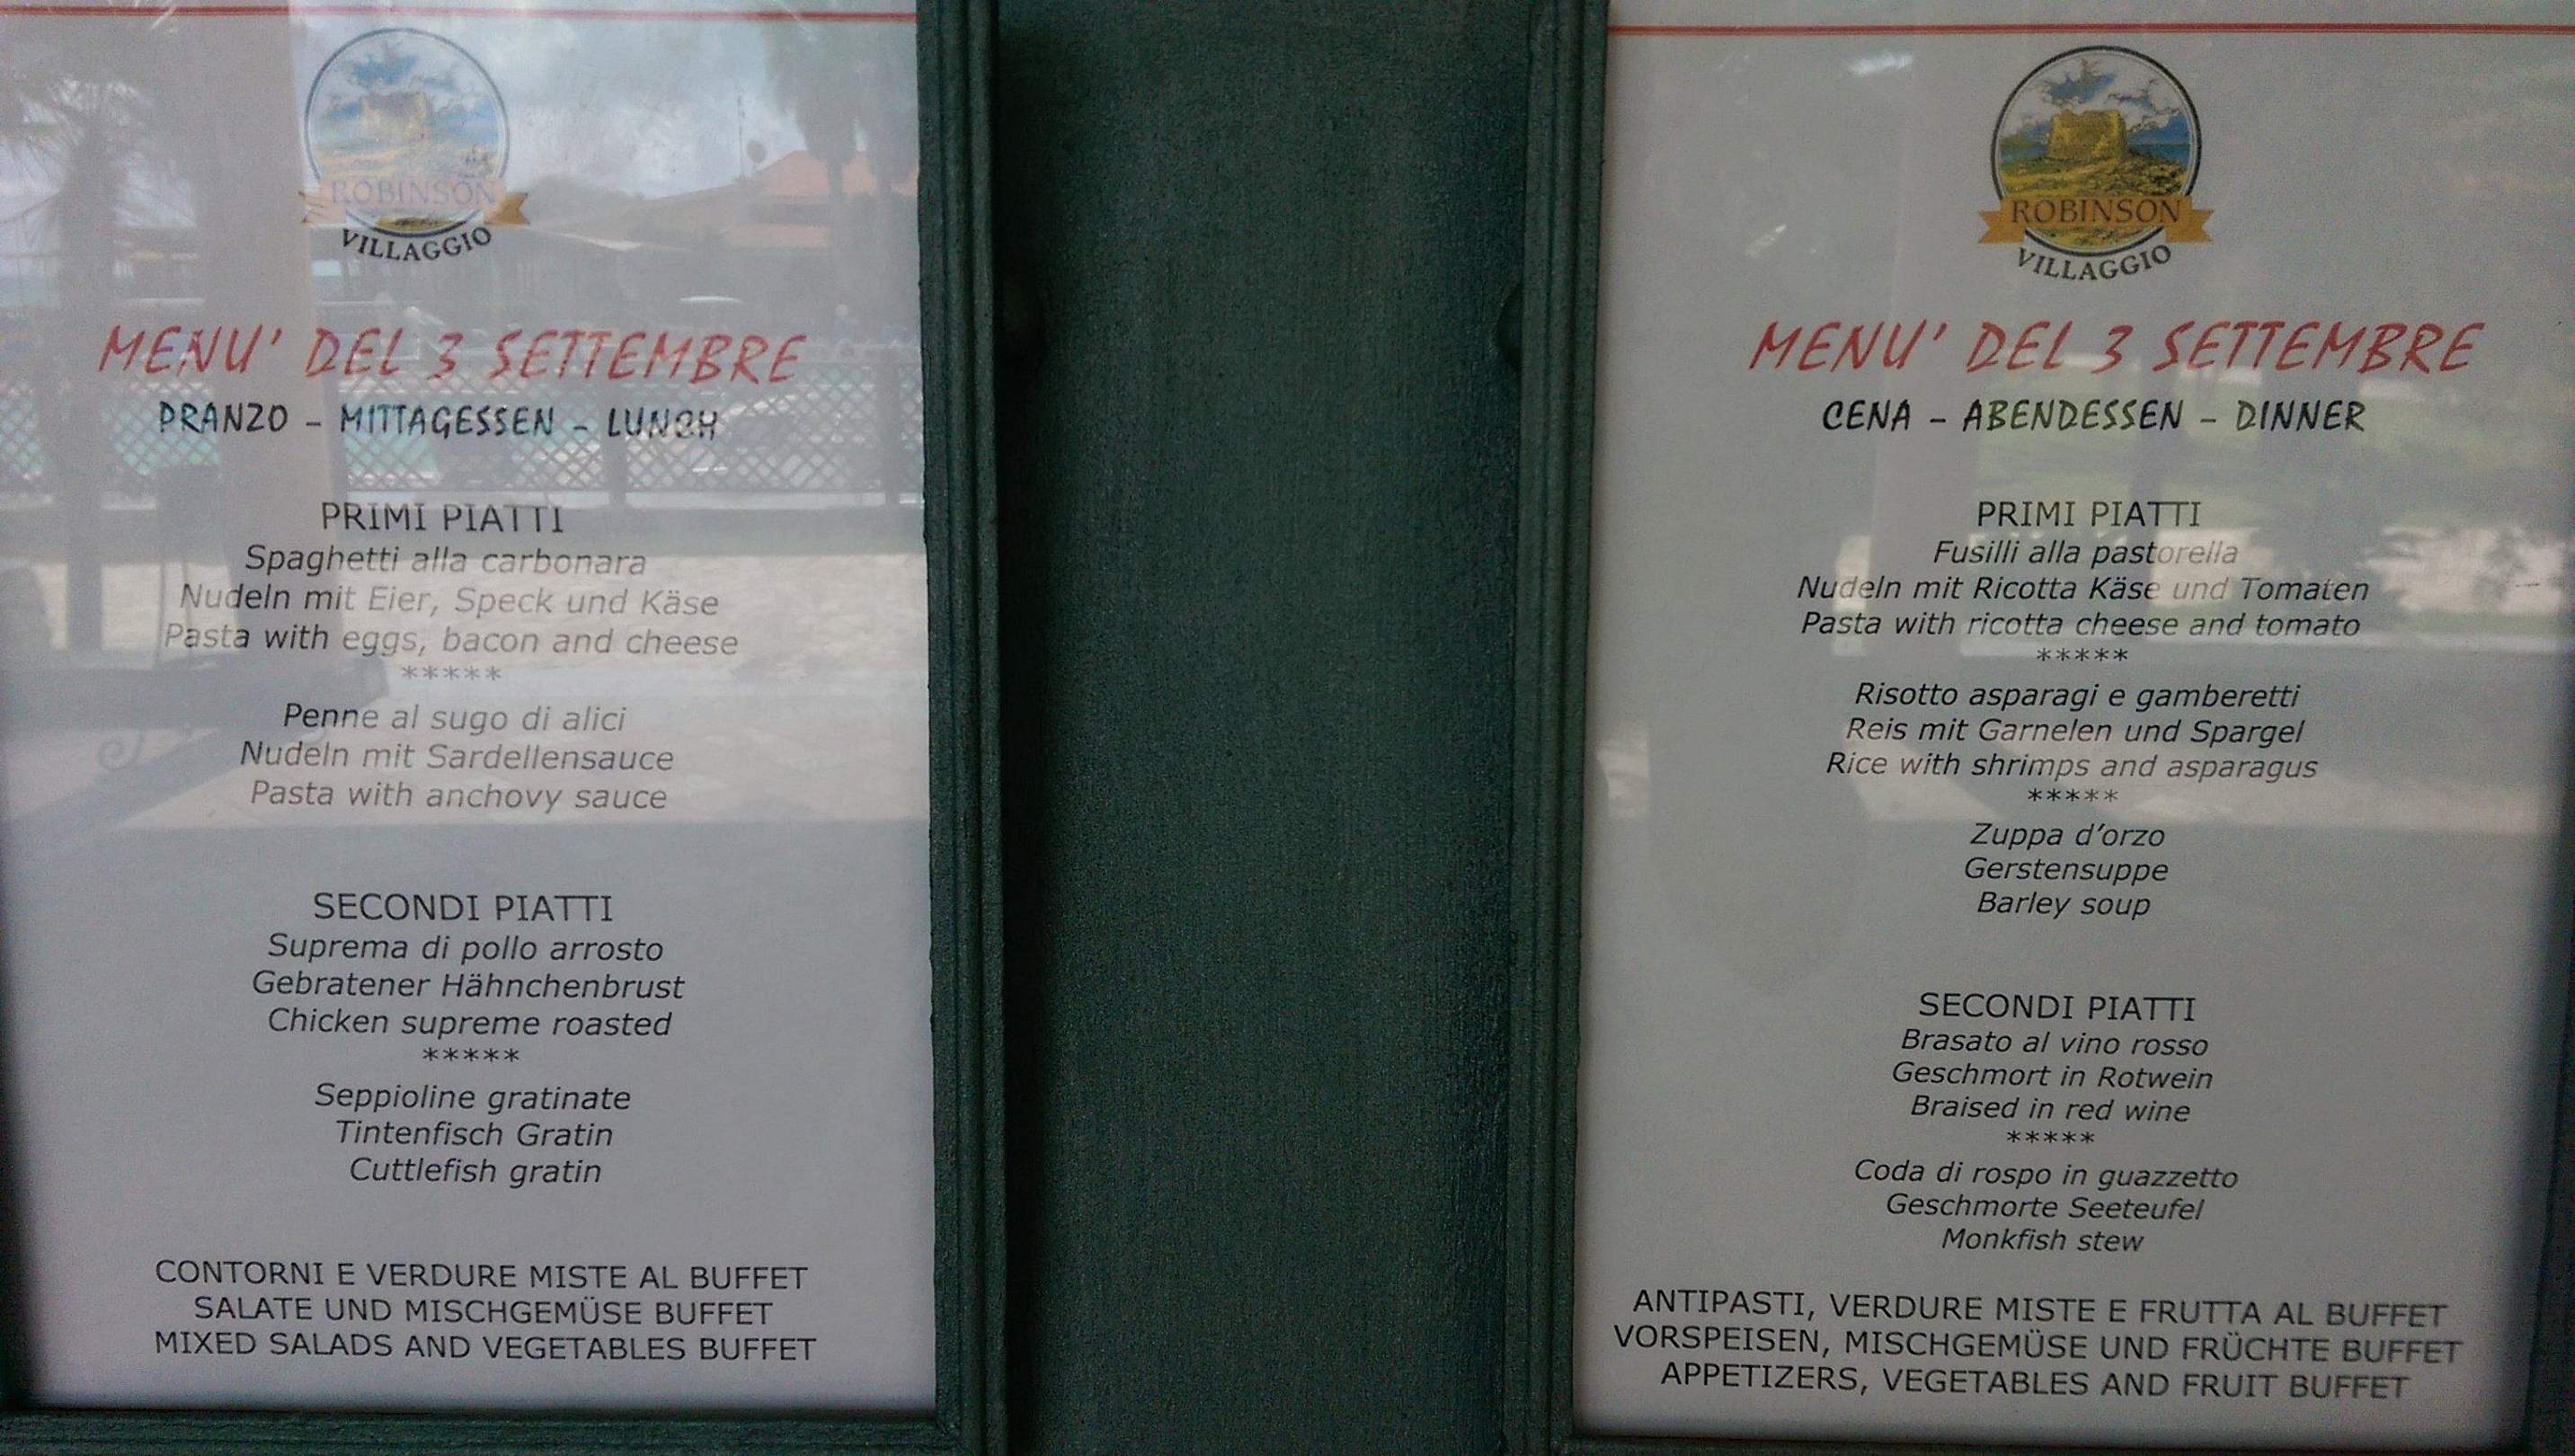 ROBINSON
VILLAGGIO
MENU' DEL 3 SETTEMBRE
PRANZO - MITTAGESSEN - LUNCH
PRIMI PIATTI
Spaghetti alla carbonara
Nudeln mit Eier, Speck und Käse
Pasta with eggs, bacon and cheese
*****
Penne al sugo di alici
Nudeln mit Sardellensauce
Pasta with anchovy sauce
SECONDI PIATTI
Suprema di pollo arrosto
Gebratener Hähnchenbrust
Chicken supreme roasted
*****
Seppioline gratinate
Tintenfisch Gratin
Cuttlefish gratin
CONTORNI E VERDURE MISTE AL BUFFET
SALATE UND MISCHGEMÜSE BUFFET
MIXED SALADS AND VEGETABLES BUFFET
ROBINSON
VILLAGGIO
MENU' DEL 3 SETTEMBRE
CENA - ABENDESSEN - DINNER
PRIMI PIATTI
Fusilli alla pastorella
Nudeln mit Ricotta Käse und Tomaten
Pasta with ricotta cheese and tomato
*****
Risotto asparagi e gamberetti
Reis mit Garnelen und Spargel
Rice with shrimps and asparagus
*****
Zuppa d'orzo
Gerstensuppe
Barley soup
SECONDI PIATTI
Brasato al vino rosso
Geschmort in Rotwein
Braised in red wine
*****
Coda di rospo in guazzetto
Geschmorte Seeteufel
Monkfish stew
ANTIPASTI, VERDURE MISTE E FRUTTA AL BUFFET
VORSPEISEN, MISCHGEMÜSE UND FRÜCHTE BUFFET
APPETIZERS, VEGETABLES AND FRUIT BUFFET